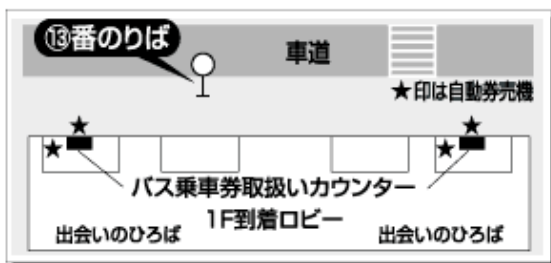 ⑬番のりば
車道
★印は自動券売機
バス乗車券取扱いカウンター
1F到着ロビー
出会いのひろば
出会いのひろば